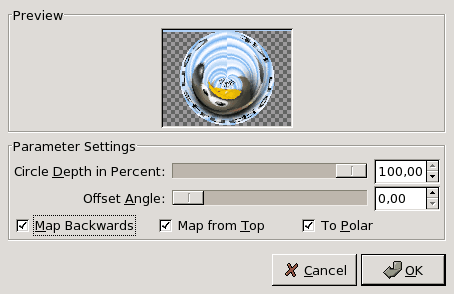 Preview
Parameter Settings
Circle Depth in Percent: 100,00
Offset Angle: 0,00
Map Backwards Map from Top To Polar
Cancel OK